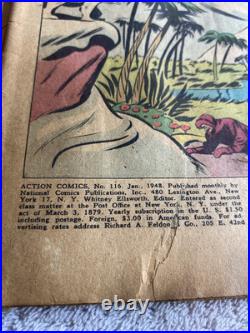 ACTION COMICS, No. 116, Jan., 1948. Published monthly by
National Comics Publications, Inc., 480 Lexington Ave., New
York 17, N. Y. Whitney Ellsworth, Editor. Entered as second
class matter at the Post Office at New York, N. Y. under the
act of March 3, 1879. Yearly subscription in the U. S. $1.50
including postage. Foreign, $3.00 in American funds. For ad-
vertising rates address Richard A. Feldon & Co., 205 E. 42nd